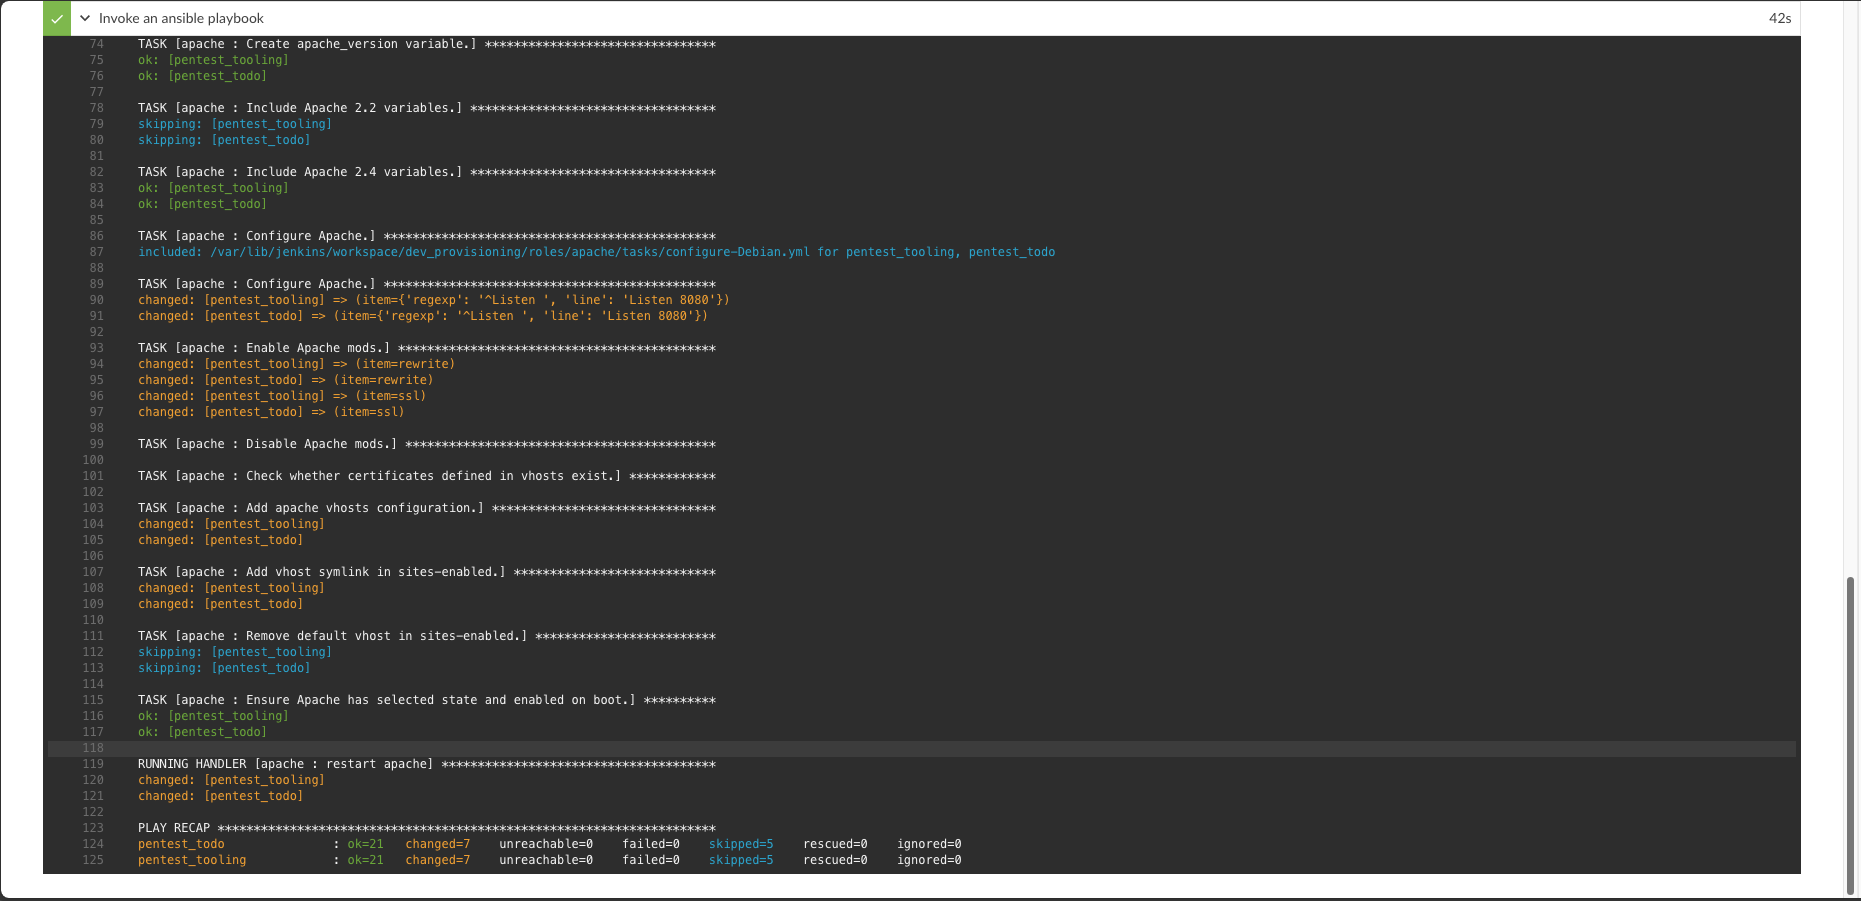 Invoke an ansible playbook 42s
74 TASK [apache : Create apache_version variable.] ********************************
75 ok: [pentest_tooling]
76 ok: [pentest_todo]
77
78 TASK [apache : Include Apache 2.2 variables.] **********************************
79 skipping: [pentest_tooling]
80 skipping: [pentest_todo]
81
82 TASK [apache : Include Apache 2.4 variables.] **********************************
83 ok: [pentest_tooling]
84 ok: [pentest_todo]
85
86 TASK [apache : Configure Apache.] **********************************************
87 included: /var/lib/jenkins/workspace/dev_provisioning/roles/apache/tasks/configure-Debian.yml for pentest_tooling, pentest_todo
88
89 TASK [apache : Configure Apache.] **********************************************
90 changed: [pentest_tooling] => (item={'regexp': '^Listen ', 'line': 'Listen 8080'})
91 changed: [pentest_todo] => (item={'regexp': '^Listen ', 'line': 'Listen 8080'})
92
93 TASK [apache : Enable Apache mods.] ********************************************
94 changed: [pentest_tooling] => (item=rewrite)
95 changed: [pentest_todo] => (item=rewrite)
96 changed: [pentest_tooling] => (item=ssl)
97 changed: [pentest_todo] => (item=ssl)
98
99 TASK [apache : Disable Apache mods.] *******************************************
100
101 TASK [apache : Check whether certificates defined in vhosts exist.] ************
102
103 TASK [apache : Add apache vhosts configuration.] *******************************
104 changed: [pentest_tooling]
105 changed: [pentest_todo]
106
107 TASK [apache : Add vhost symlink in sites-enabled.] ****************************
108 changed: [pentest_tooling]
109 changed: [pentest_todo]
110
111 TASK [apache : Remove default vhost in sites-enabled.] *************************
112 skipping: [pentest_tooling]
113 skipping: [pentest_todo]
114
115 TASK [apache : Ensure Apache has selected state and enabled on boot.] **********
116 ok: [pentest_tooling]
117 ok: [pentest_todo]
118
119 RUNNING HANDLER [apache : restart apache] **************************************
120 changed: [pentest_tooling]
121 changed: [pentest_todo]
122
123 PLAY RECAP *********************************************************************
124 pentest_todo : ok=21 changed=7 unreachable=0 failed=0 skipped=5 rescued=0 ignored=0
125 pentest_tooling : ok=21 changed=7 unreachable=0 failed=0 skipped=5 rescued=0 ignored=0